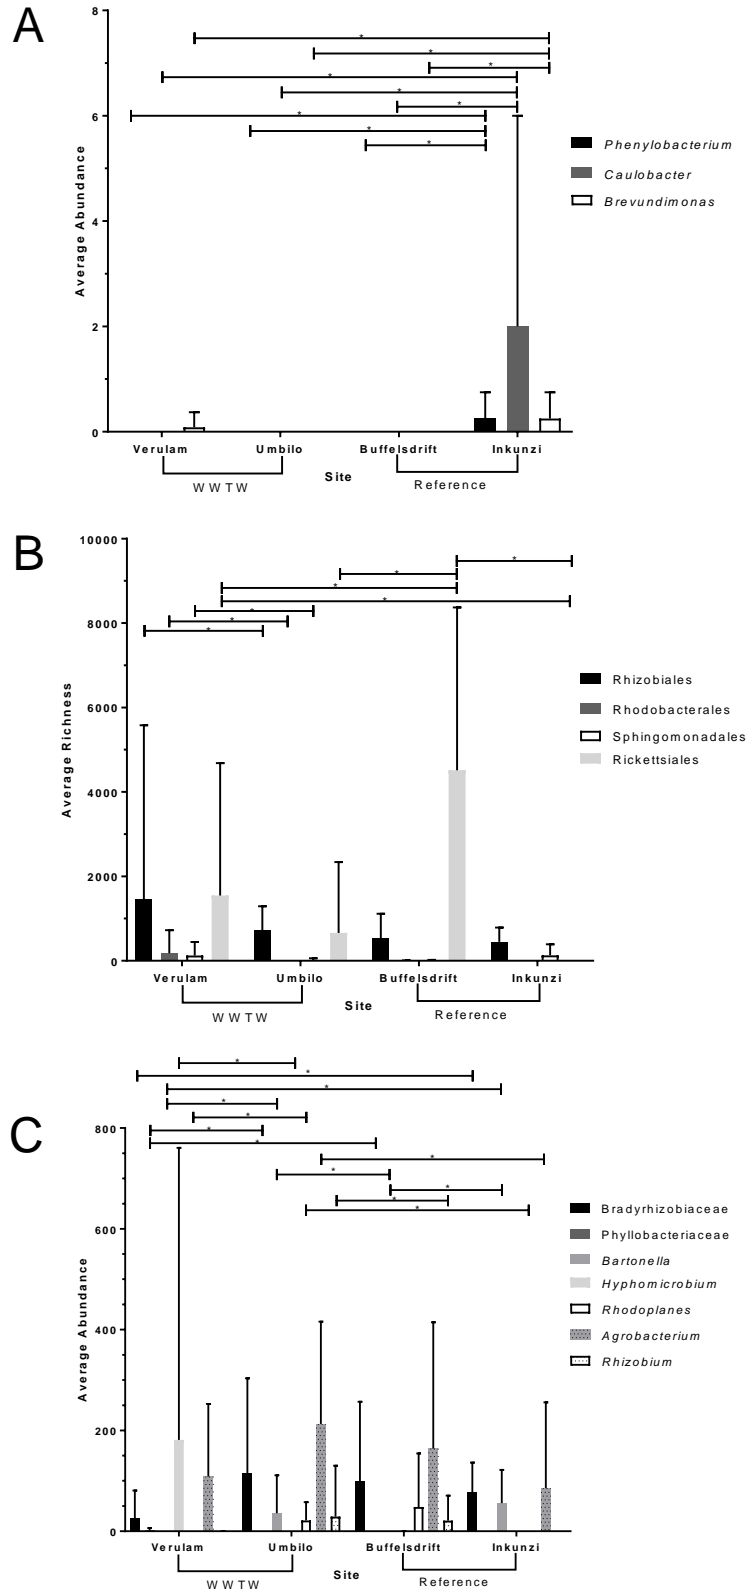 A
8
6
4
2
0
Average Abundance
* * * * * * * * *
Phenylobacterium
Caulobacter
Brevundimonas
Verulam Umbilo Buffelsdrift Inkunzi
Site
WWTW Reference
B
10000
8000
6000
4000
2000
0
Average Richness
* * * * * * * *
Rhizobiales
Rhodobacterales
Sphingomonadales
Rickettsiales
Verulam Umbilo Buffelsdrift Inkunzi
Site
WWTW Reference
C
800
600
400
200
0
Average Abundance
* * * * * * * * * * * *
Bradyrhizobiaceae
Phyllobacteriaceae
Bartonella
Hyphomicrobium
Rhodoplanes
Agrobacterium
Rhizobium
Verulam Umbilo Buffelsdrift Inkunzi
Site
WWTW Reference